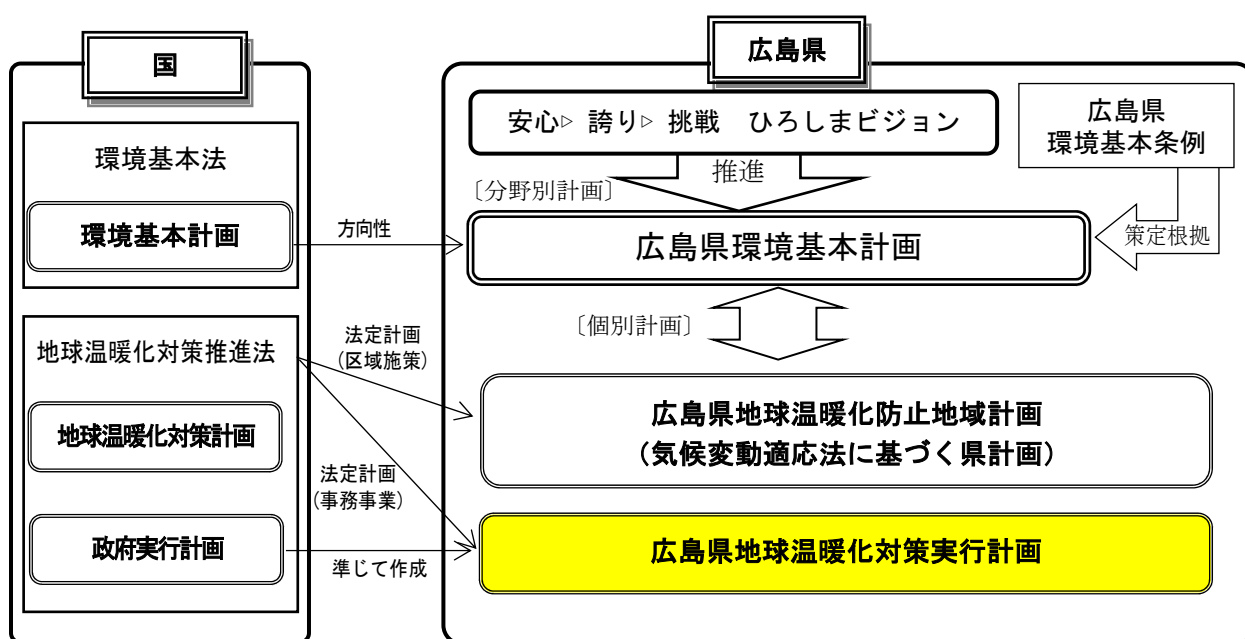 国
環境基本法
環境基本計画
地球温暖化対策推進法
地球温暖化対策計画
政府実行計画
方向性
法定計画
(区域施策)
法定計画
(事務事業)
準じて作成
広島県
安心▷ 誇り▷ 挑戦　ひろしまビジョン
推進
〔分野別計画〕
広島県
環境基本条例
策定根拠
広島県環境基本計画
〔個別計画〕
広島県地球温暖化防止地域計画
(気候変動適応法に基づく県計画)
広島県地球温暖化対策実行計画